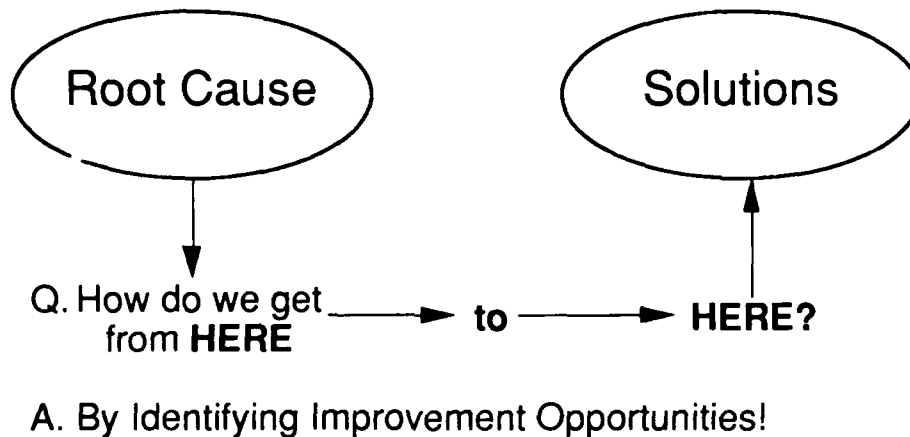 Root Cause
Solutions
Q. How do we get
from HERE
to
HERE?
A. By Identifying Improvement Opportunities!